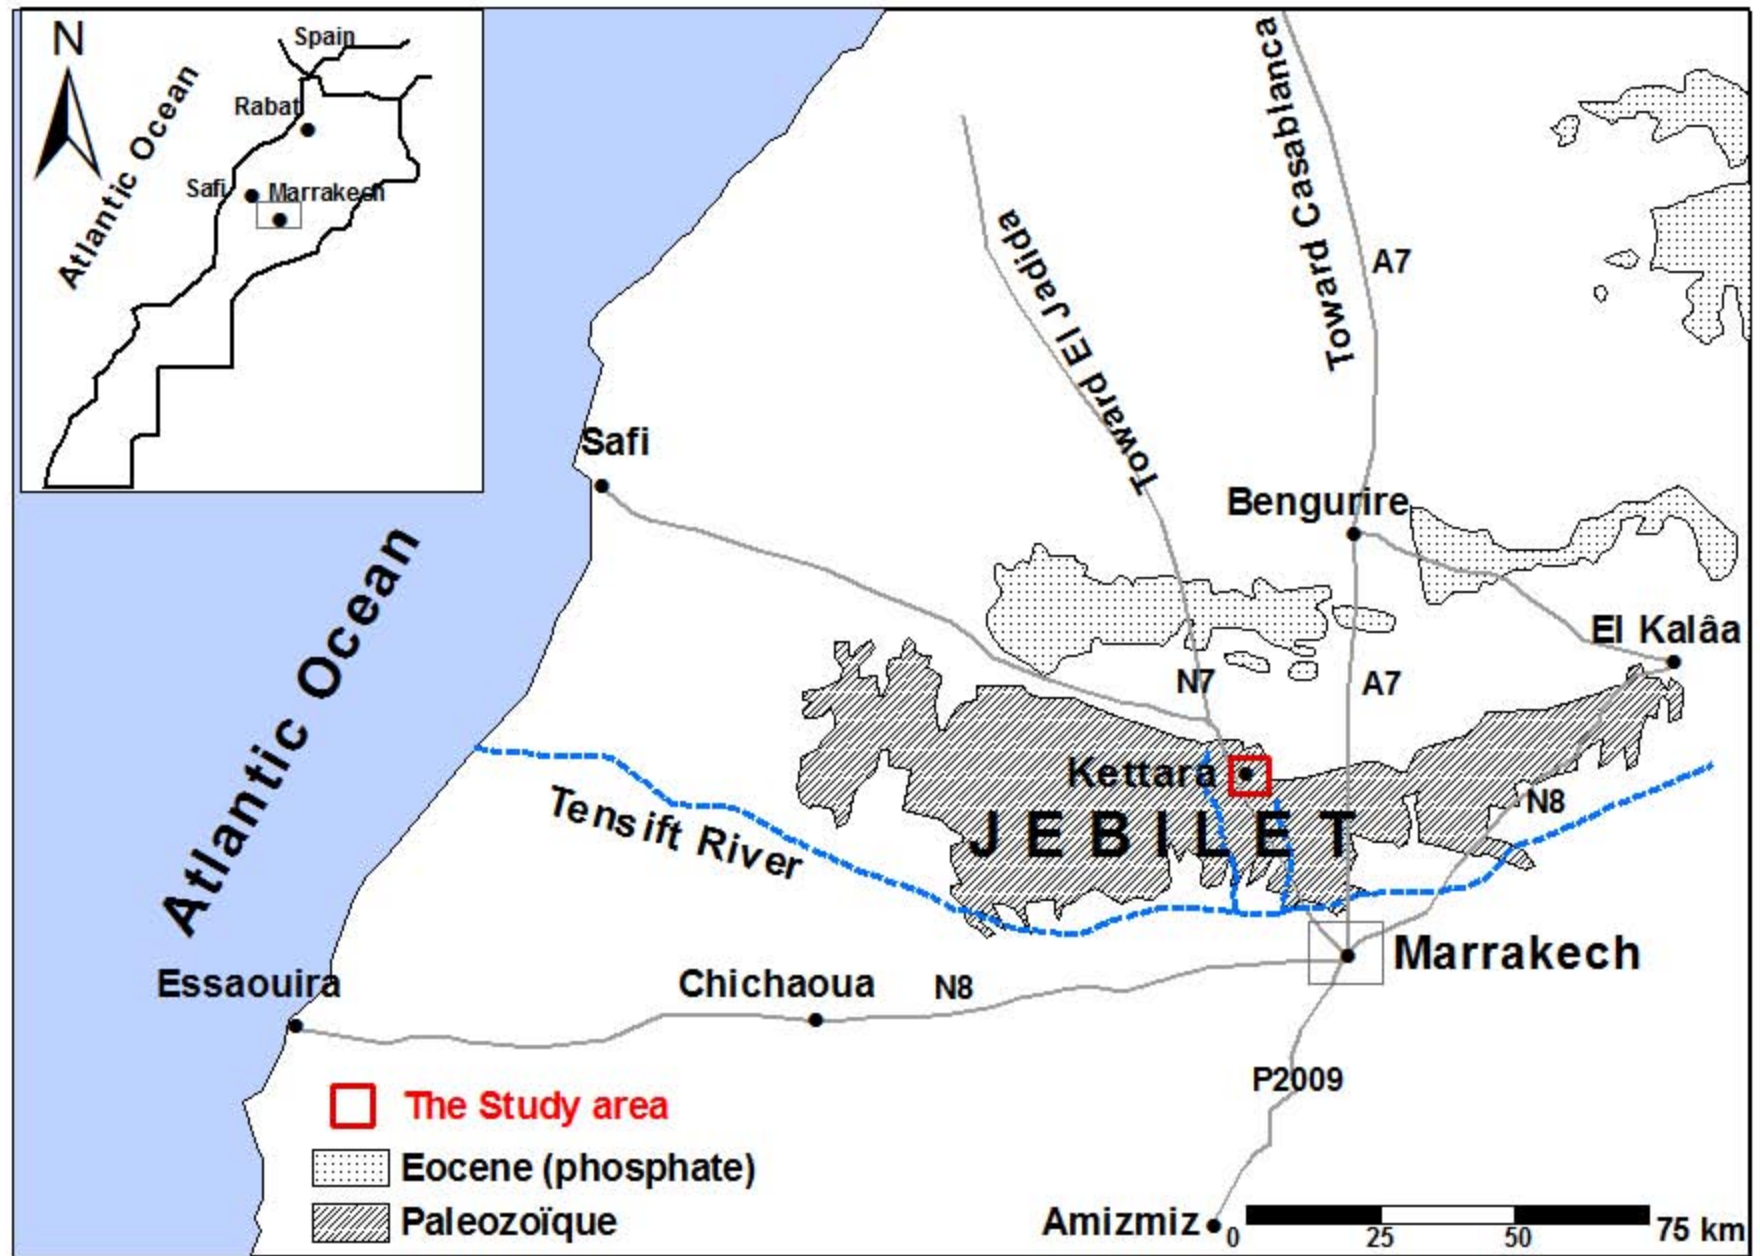 N
Spain
Atlantic Ocean
Rabat
Safi
Marrakech
Toward Casablanca
Toward El Jadida
A7
Safi
Bengurire
El Kalâa
Atlantic Ocean
N7
A7
Kettara
N8
JEBILET
Tensift River
Marrakech
Essaouira
Chichaoua
N8
P2009
The Study area
Eocene (phosphate)
Paleozoïque
Amizmiz
0 25 50 75 km